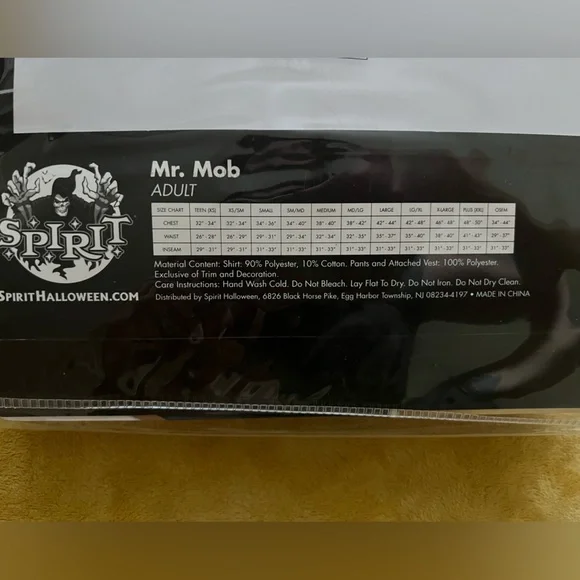 SPIRIT
SPIRITHALLOWEEN.COM
Mr. Mob
ADULT
SIZE CHART TEEN (XS) XS/SM SMALL SM/MD MEDIUM MD/LG LARGE LG/XL X-LARGE PLUS (XXL) OSFM
CHEST 32"-34" 32"-34" 34"-36" 34"-40" 38"-40" 38"-42" 42"-44" 42"-48" 46"-48" 48"-50" 34"-44"
WAIST 26"-28" 26"-28" 29"-31" 29"-34" 32"-34" 32"-35" 35"-37" 38"-40" 41"-43" 29"-37"
INSEAM 29"-31" 29"-31" 31"-33" 31"-33" 31"-33" 31"-33" 31"-33" 31"-33" 31"-33" 31"-33" 31"-33"
Material Content: Shirt: 90% Polyester, 10% Cotton. Pants and Attached Vest: 100% Polyester.
Exclusive of Trim and Decoration.
Care Instructions: Hand Wash Cold. Do Not Bleach. Lay Flat To Dry. Do Not Iron. Do Not Dry Clean.
Distributed by Spirit Halloween, 6826 Black Horse Pike, Egg Harbor Township, NJ 08234-4197 • MADE IN CHINA